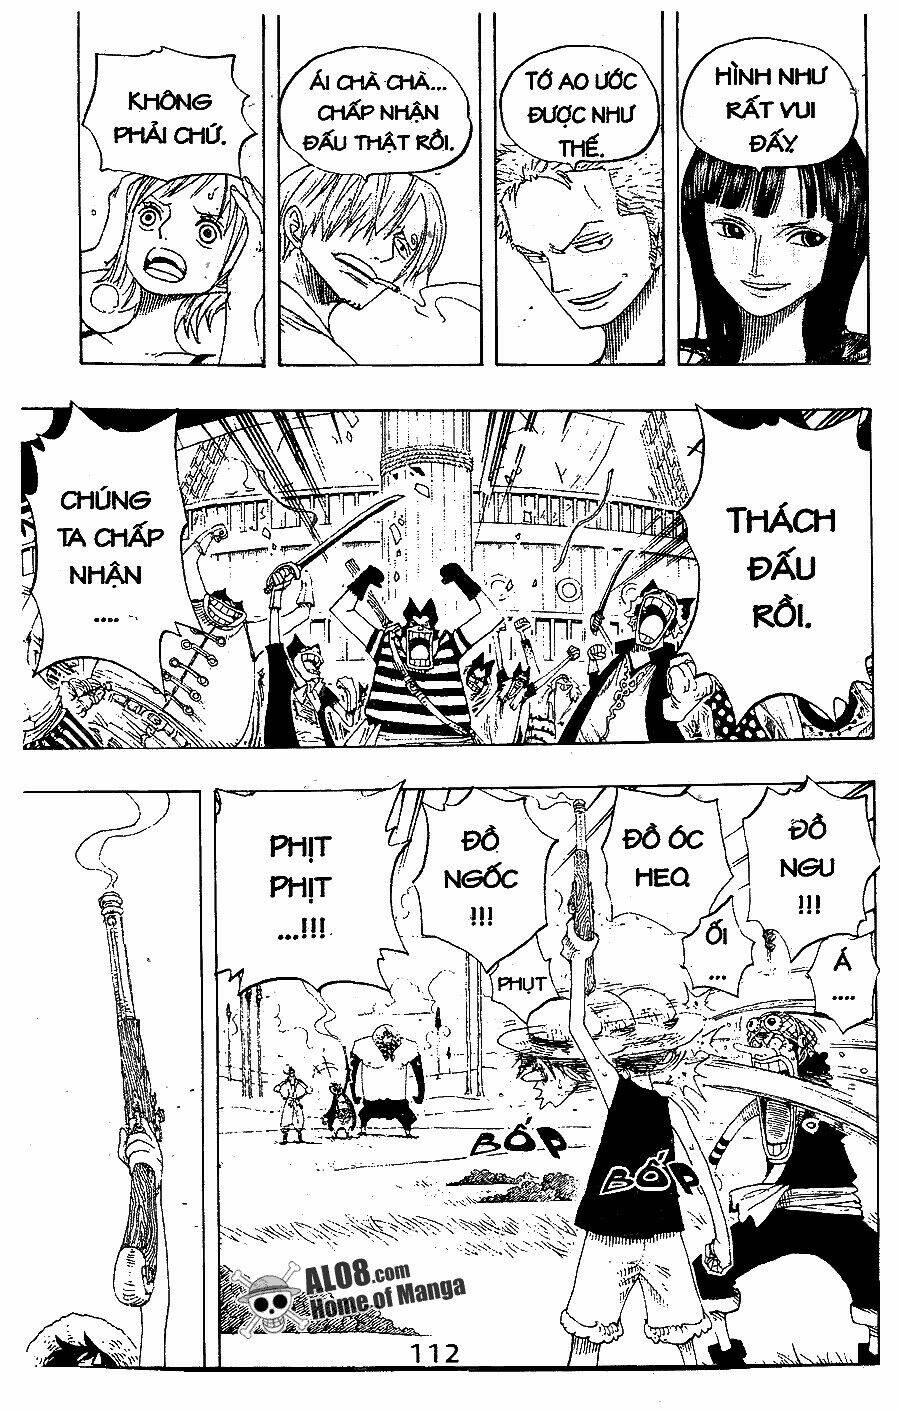 HÌNH NHƯ
RẤT VUI
ĐẤY.
TỚ AO ƯỚC
ĐƯỢC NHƯ
THẾ.
ÁI CHÀ CHÀ...
CHẤP NHẬN
ĐẤU THẬT RỒI.
KHÔNG
PHẢI CHỨ.
THÁCH
ĐẤU
RỒI.
CHÚNG
TA CHẤP
NHẬN
....
ĐỒ
NGU
!!!
ĐỒ ÓC
HEO.
ĐỒ
NGỐC
!!!
PHỊT
PHỊT
...!!!
Á
....
ỐI
...
PHỤT
BỐP
BỐP
AL08.com
Home of Manga
112